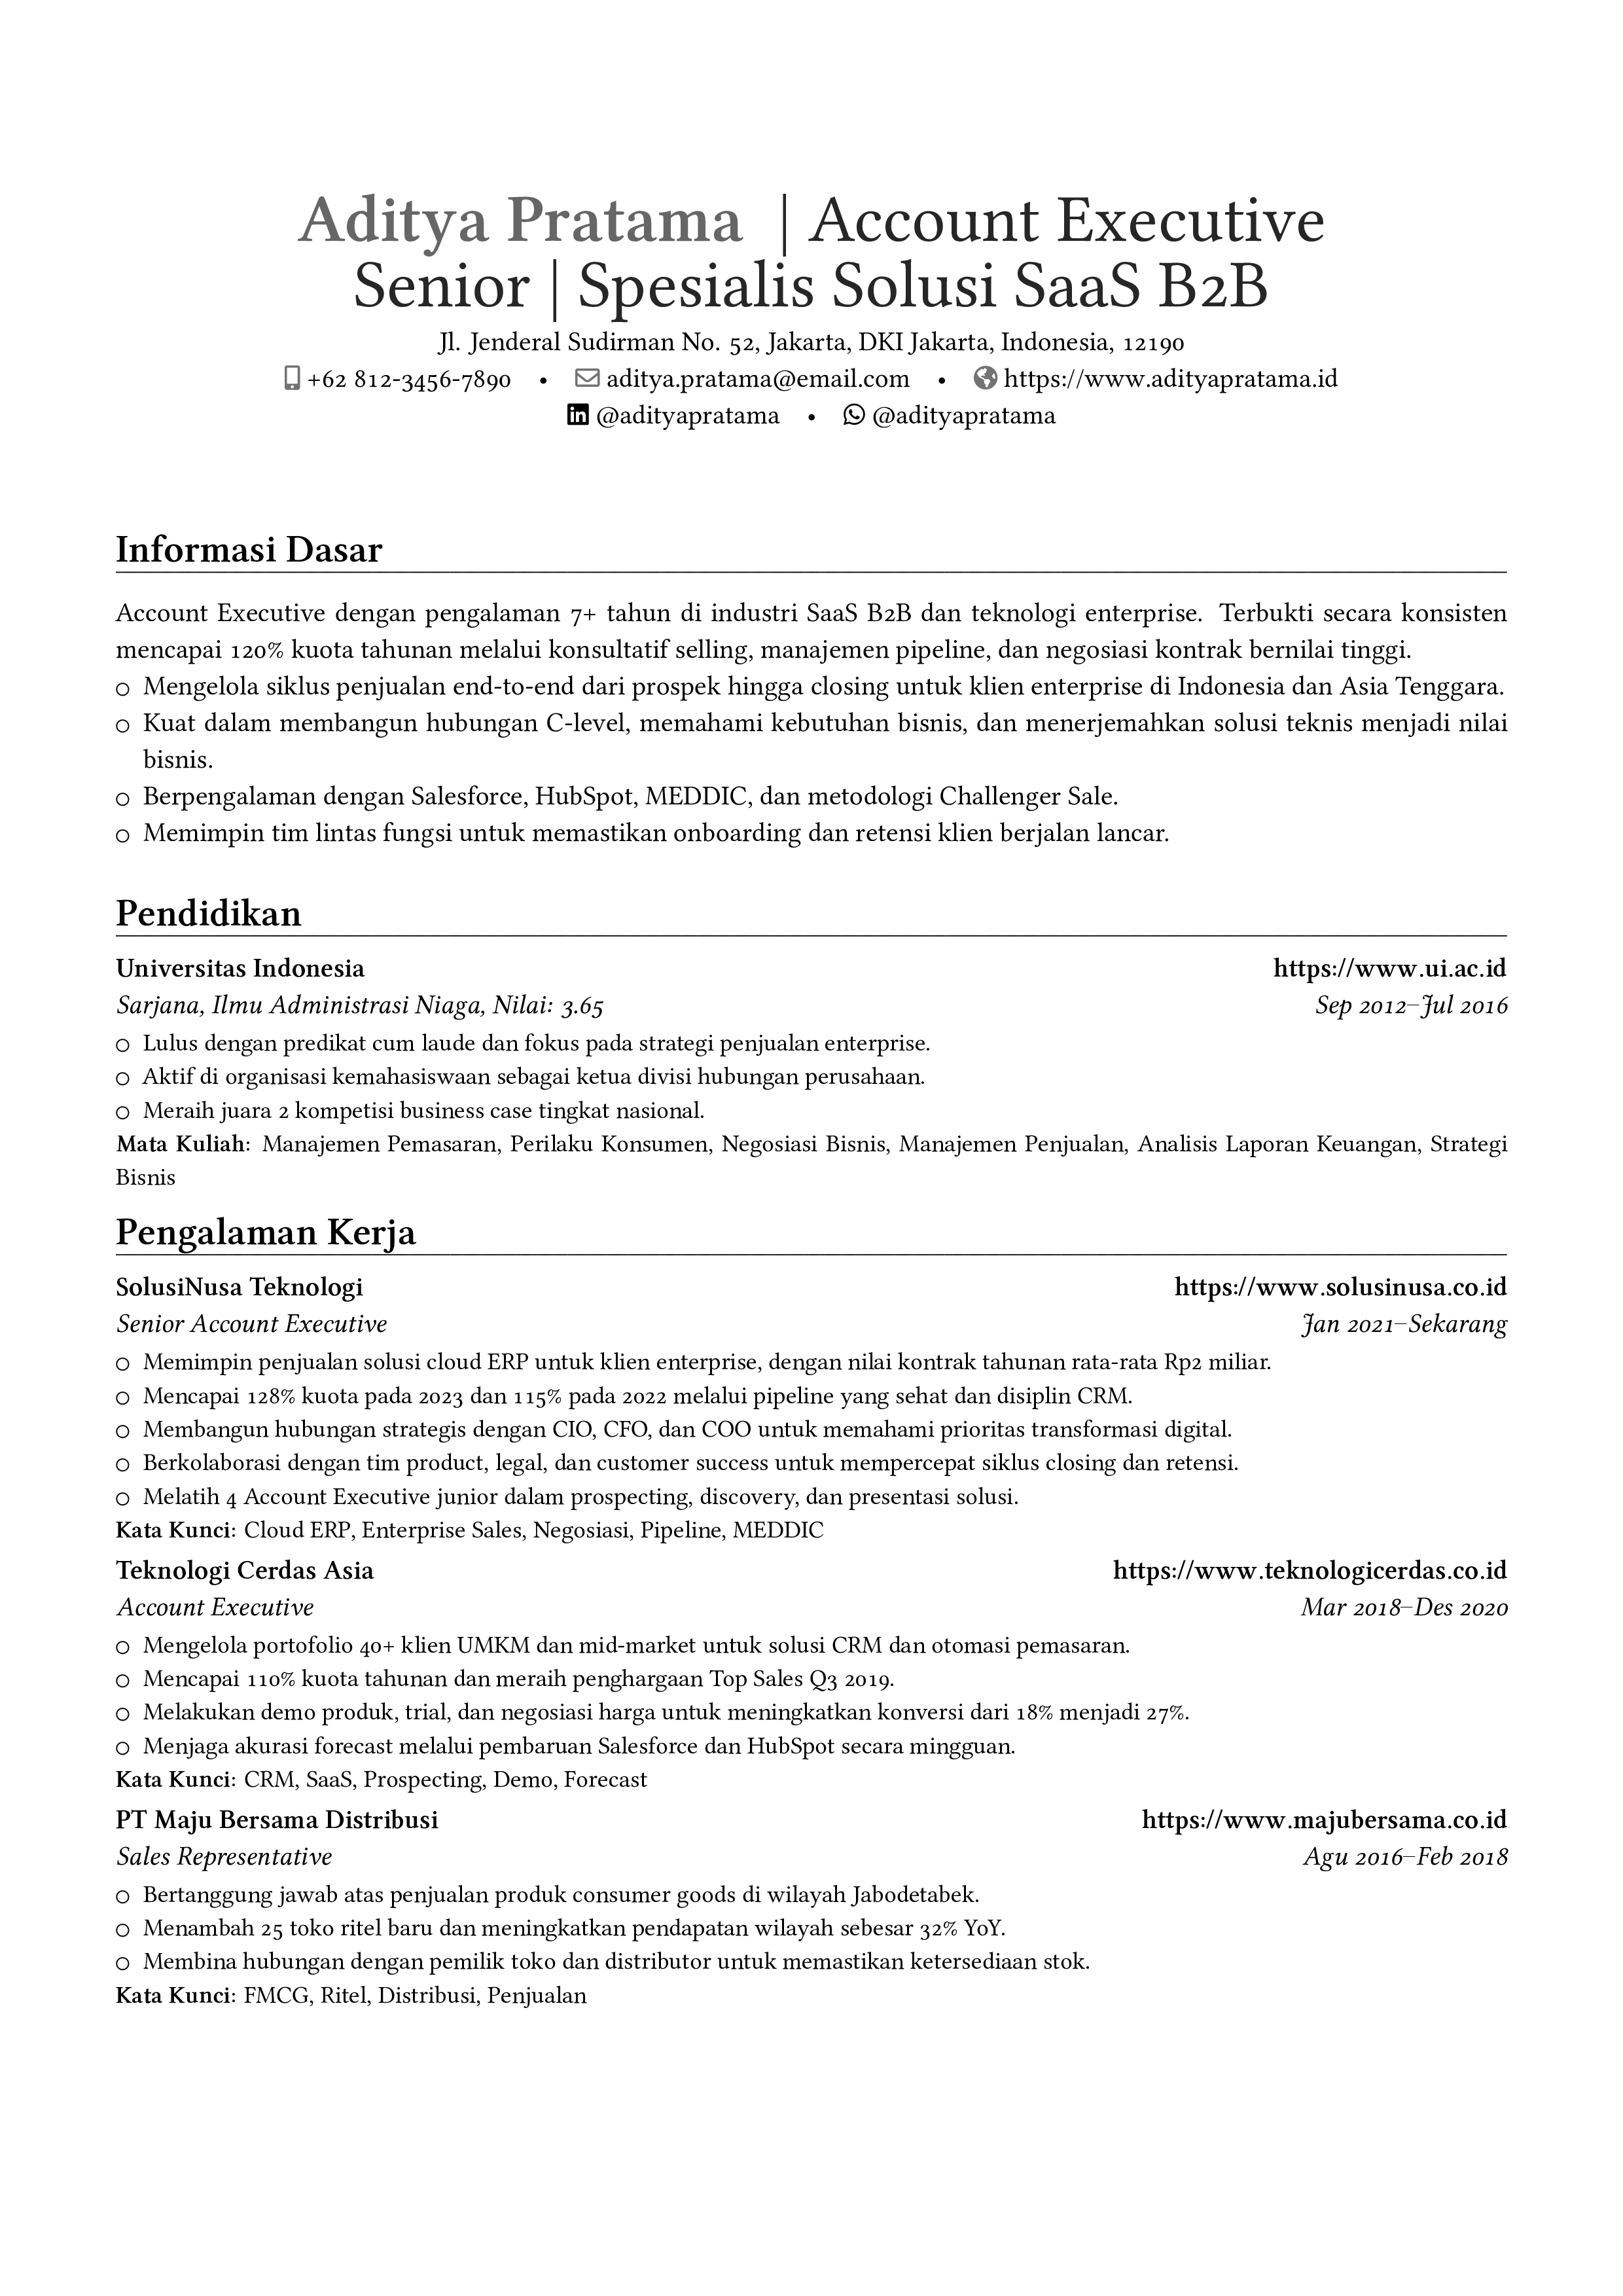 Aditya Pratama | Account Executive
Senior | Spesialis Solusi SaaS B2B
Jl. Jenderal Sudirman No. 52, Jakarta, DKI Jakarta, Indonesia, 12190
+62 812-3456-7890 • aditya.pratama@email.com • https://www.adityapratama.id
@adityapratama • @adityapratama
Informasi Dasar
Account Executive dengan pengalaman 7+ tahun di industri SaaS B2B dan teknologi enterprise. Terbukti secara konsisten
mencapai 120% kuota tahunan melalui konsultatif selling, manajemen pipeline, dan negosiasi kontrak bernilai tinggi.
○ Mengelola siklus penjualan end-to-end dari prospek hingga closing untuk klien enterprise di Indonesia dan Asia Tenggara.
○ Kuat dalam membangun hubungan C-level, memahami kebutuhan bisnis, dan menerjemahkan solusi teknis menjadi nilai
bisnis.
○ Berpengalaman dengan Salesforce, HubSpot, MEDDIC, dan metodologi Challenger Sale.
○ Memimpin tim lintas fungsi untuk memastikan onboarding dan retensi klien berjalan lancar.
Pendidikan
Universitas Indonesia https://www.ui.ac.id
Sarjana, Ilmu Administrasi Niaga, Nilai: 3.65 Sep 2012–Jul 2016
○ Lulus dengan predikat cum laude dan fokus pada strategi penjualan enterprise.
○ Aktif di organisasi kemahasiswaan sebagai ketua divisi hubungan perusahaan.
○ Meraih juara 2 kompetisi business case tingkat nasional.
Mata Kuliah: Manajemen Pemasaran, Perilaku Konsumen, Negosiasi Bisnis, Manajemen Penjualan, Analisis Laporan Keuangan, Strategi
Bisnis
Pengalaman Kerja
SolusiNusa Teknologi https://www.solusinusa.co.id
Senior Account Executive Jan 2021–Sekarang
○ Memimpin penjualan solusi cloud ERP untuk klien enterprise, dengan nilai kontrak tahunan rata-rata Rp2 miliar.
○ Mencapai 128% kuota pada 2023 dan 115% pada 2022 melalui pipeline yang sehat dan disiplin CRM.
○ Membangun hubungan strategis dengan CIO, CFO, dan COO untuk memahami prioritas transformasi digital.
○ Berkolaborasi dengan tim product, legal, dan customer success untuk mempercepat siklus closing dan retensi.
○ Melatih 4 Account Executive junior dalam prospecting, discovery, dan presentasi solusi.
Kata Kunci: Cloud ERP, Enterprise Sales, Negosiasi, Pipeline, MEDDIC
Teknologi Cerdas Asia https://www.teknologicerdas.co.id
Account Executive Mar 2018–Des 2020
○ Mengelola portofolio 40+ klien UMKM dan mid-market untuk solusi CRM dan otomasi pemasaran.
○ Mencapai 110% kuota tahunan dan meraih penghargaan Top Sales Q3 2019.
○ Melakukan demo produk, trial, dan negosiasi harga untuk meningkatkan konversi dari 18% menjadi 27%.
○ Menjaga akurasi forecast melalui pembaruan Salesforce dan HubSpot secara mingguan.
Kata Kunci: CRM, SaaS, Prospecting, Demo, Forecast
PT Maju Bersama Distribusi https://www.majubersama.co.id
Sales Representative Agu 2016–Feb 2018
○ Bertanggung jawab atas penjualan produk consumer goods di wilayah Jabodetabek.
○ Menambah 25 toko ritel baru dan meningkatkan pendapatan wilayah sebesar 32% YoY.
○ Membina hubungan dengan pemilik toko dan distributor untuk memastikan ketersediaan stok.
Kata Kunci: FMCG, Ritel, Distribusi, Penjualan